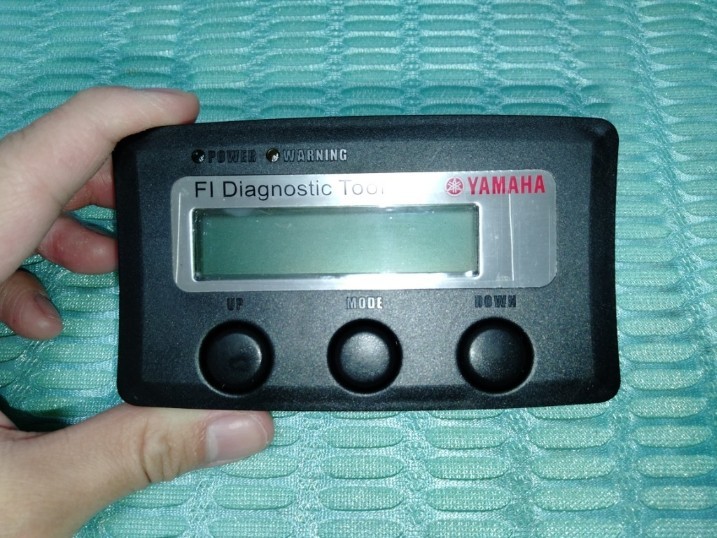 POWER WARNING
FI Diagnostic Tool YAMAHA
UP MODE DOWN